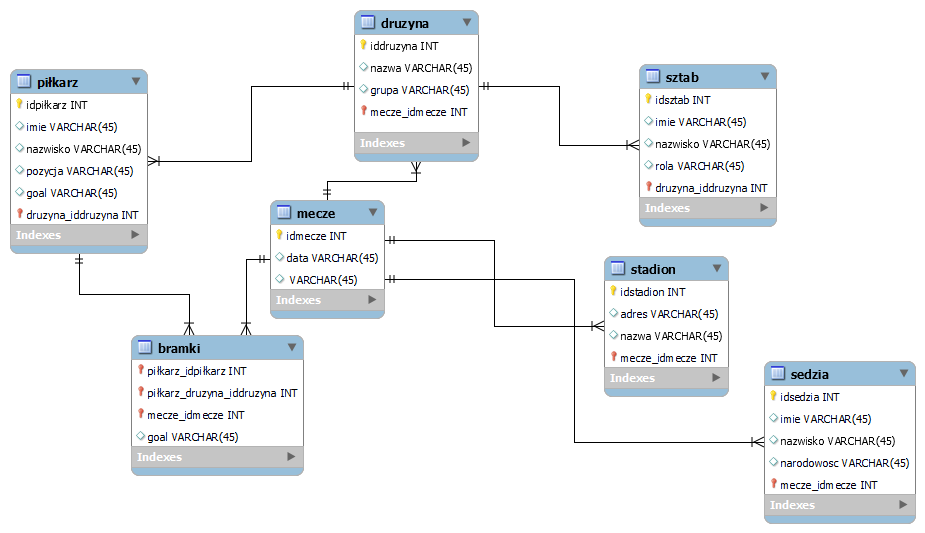 druzyna
iddruzyna INT
nazwa VARCHAR(45)
grupa VARCHAR(45)
mecze_idmecze INT
Indexes
piłkarz
idpiłkarz INT
imie VARCHAR(45)
nazwisko VARCHAR(45)
pozycja VARCHAR(45)
goal VARCHAR(45)
druzyna_iddruzyna INT
Indexes
sztab
idsztab INT
imie VARCHAR(45)
nazwisko VARCHAR(45)
rola VARCHAR(45)
druzyna_iddruzyna INT
Indexes
mecze
idmecze INT
data VARCHAR(45)
VARCHAR(45)
Indexes
stadion
idstadion INT
adres VARCHAR(45)
nazwa VARCHAR(45)
mecze_idmecze INT
Indexes
bramki
piłkarz_idpiłkarz INT
piłkarz_druzyna_iddruzyna INT
mecze_idmecze INT
goal VARCHAR(45)
Indexes
sedzia
idsedzia INT
imie VARCHAR(45)
nazwisko VARCHAR(45)
narodowosc VARCHAR(45)
mecze_idmecze INT
Indexes